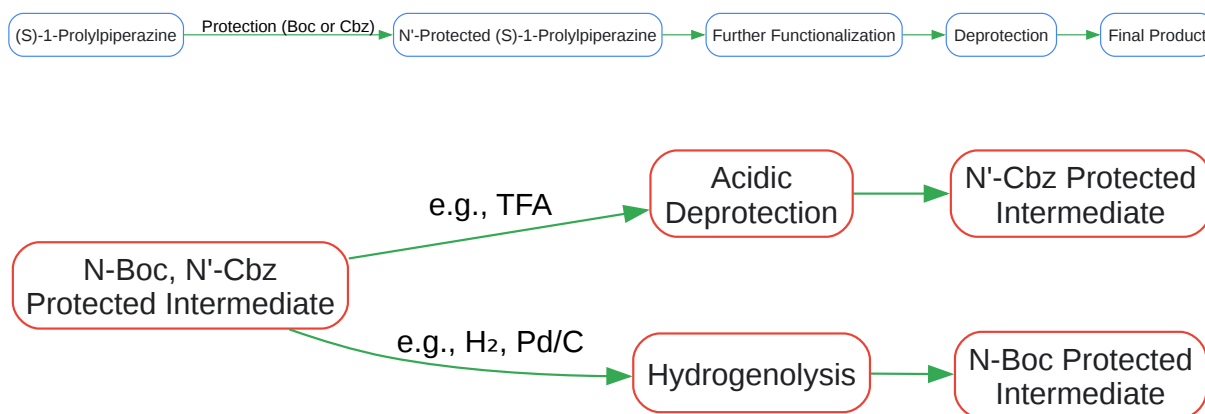 (S)-1-Prolylpiperazine
Protection (Boc or Cbz)
N'-Protected (S)-1-Prolylpiperazine
Further Functionalization
Deprotection
Final Product
N-Boc, N'-Cbz
Protected Intermediate
e.g., TFA
Acidic
Deprotection
N'-Cbz Protected
Intermediate
e.g., H₂, Pd/C
Hydrogenolysis
N-Boc Protected
Intermediate